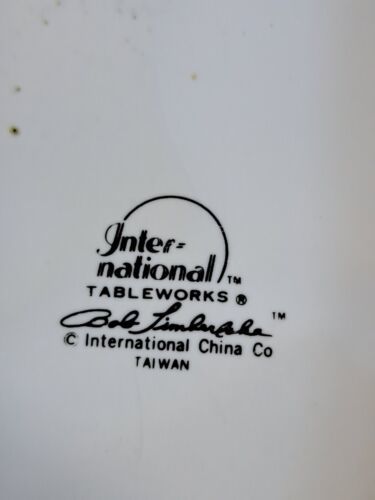 Inter-
national™
TABLEWORKS®
Bob Timberlake™
© International China Co
TAIWAN